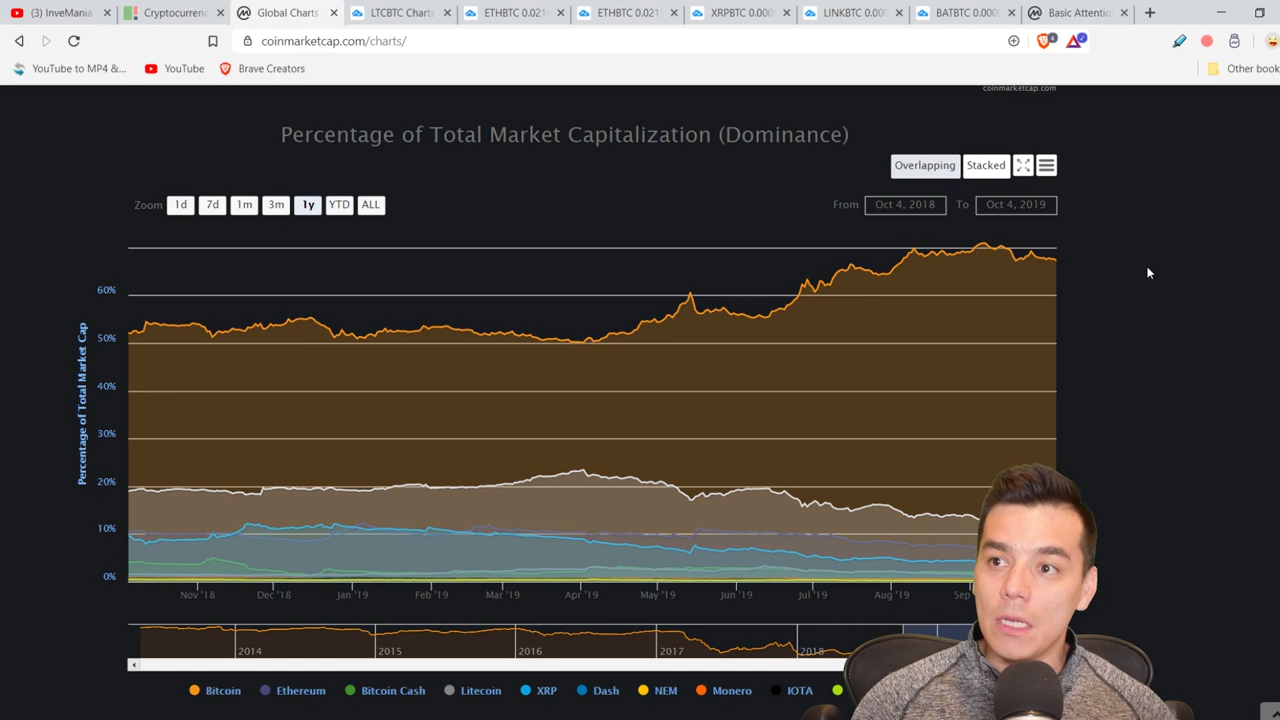 (3) InveMania
Cryptocurren
Global Charts
LTCBTC Charts
ETHBTC 0.021
ETHBTC 0.021
XRPBTC 0.000
LINKBTC 0.000
BATBTC 0.000
Basic Attentio
coinmarketcap.com/charts/
4
YouTube to MP4 &...
YouTube
Brave Creators
Other book
coinmarketcap.com
Percentage of Total Market Capitalization (Dominance)
Overlapping
Stacked
Zoom
1d
7d
1m
3m
1y
YTD
ALL
From
Oct 4, 2018
To
Oct 4, 2019
Percentage of Total Market Cap
60%
50%
40%
30%
20%
10%
0%
Nov '18
Dec '18
Jan '19
Feb '19
Mar '19
Apr '19
May '19
Jun '19
Jul '19
Aug '19
Sep
2014
2015
2016
2017
2018
Bitcoin
Ethereum
Bitcoin Cash
Litecoin
XRP
Dash
NEM
Monero
IOTA